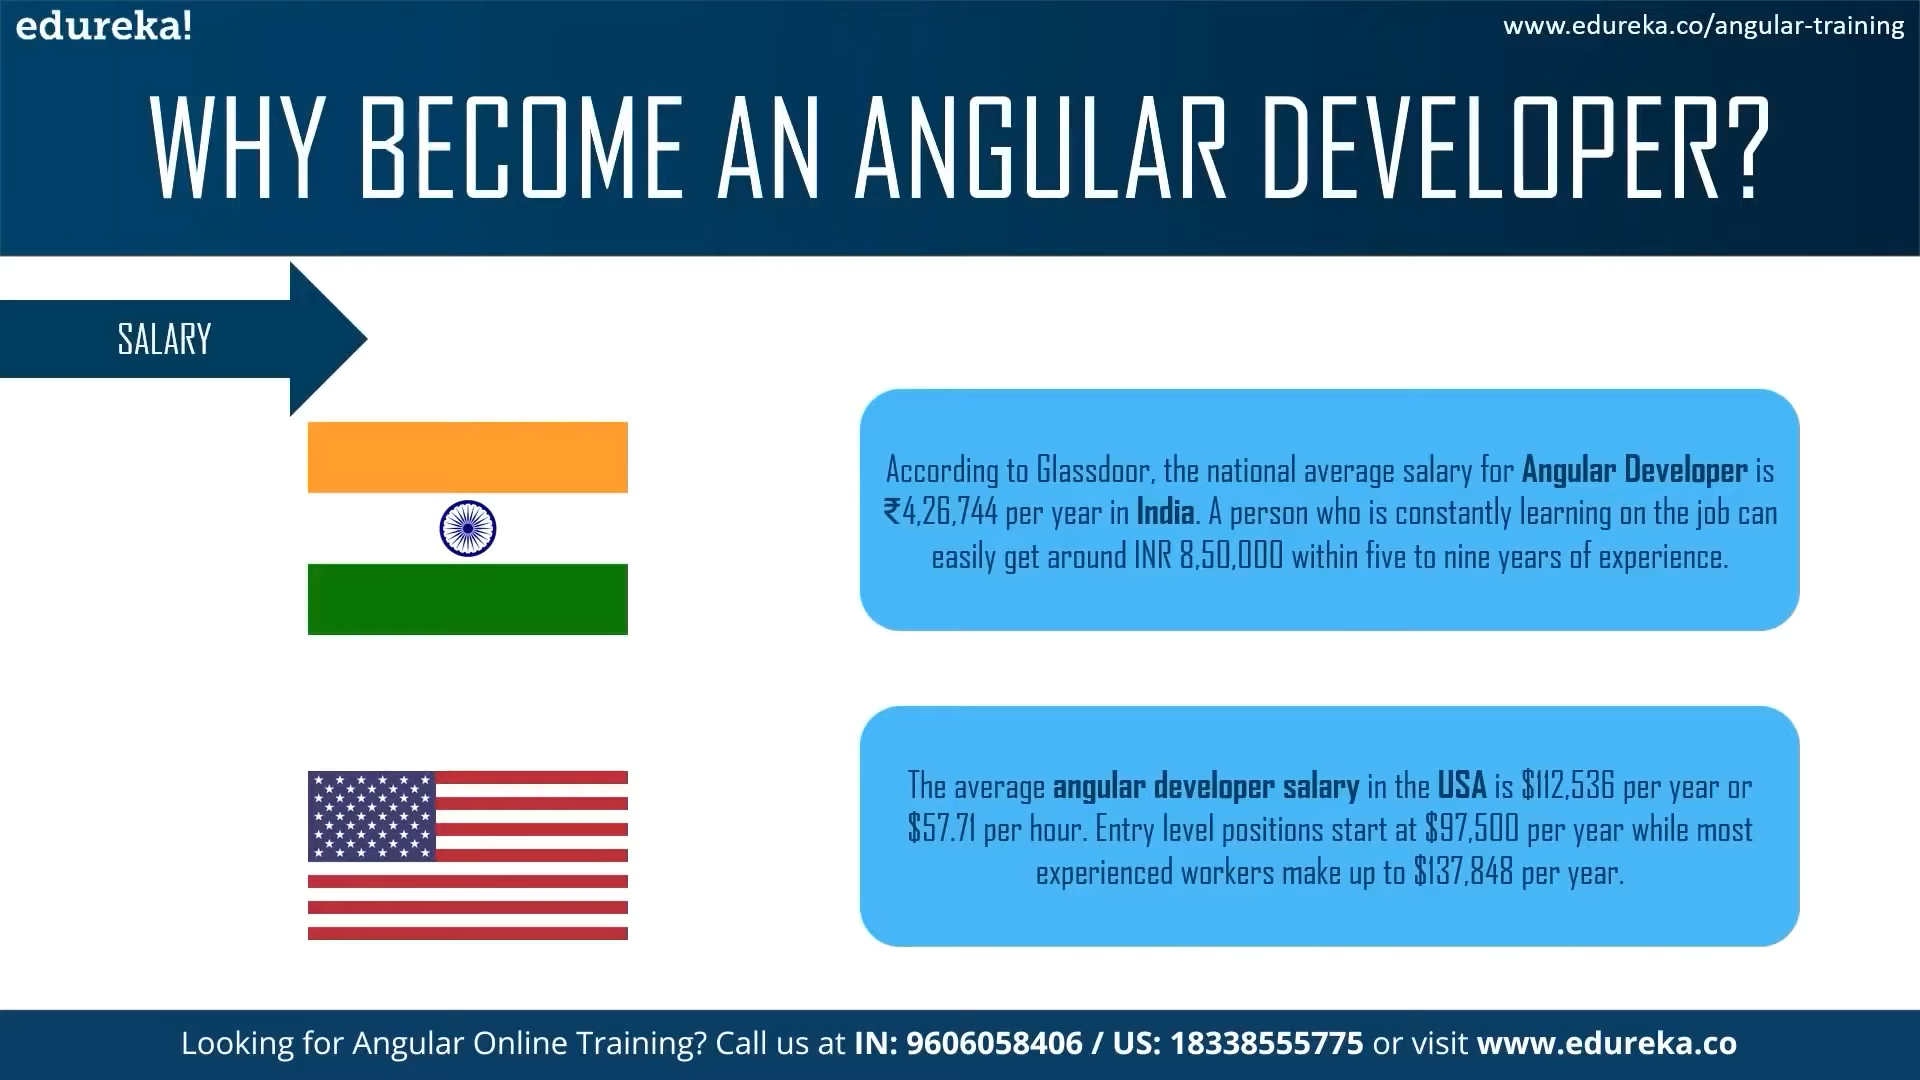 edureka!
www.edureka.co/angular-training
WHY BECOME AN ANGULAR DEVELOPER?
SALARY
According to Glassdoor, the national average salary for Angular Developer is
₹4,26,744 per year in India. A person who is constantly learning on the job can
easily get around INR 8,50,000 within five to nine years of experience.
The average angular developer salary in the USA is $112,536 per year or
$57.71 per hour. Entry level positions start at $97,500 per year while most
experienced workers make up to $137,848 per year.
Looking for Angular Online Training? Call us at IN: 9606058406 / US: 18338555775 or visit www.edureka.co